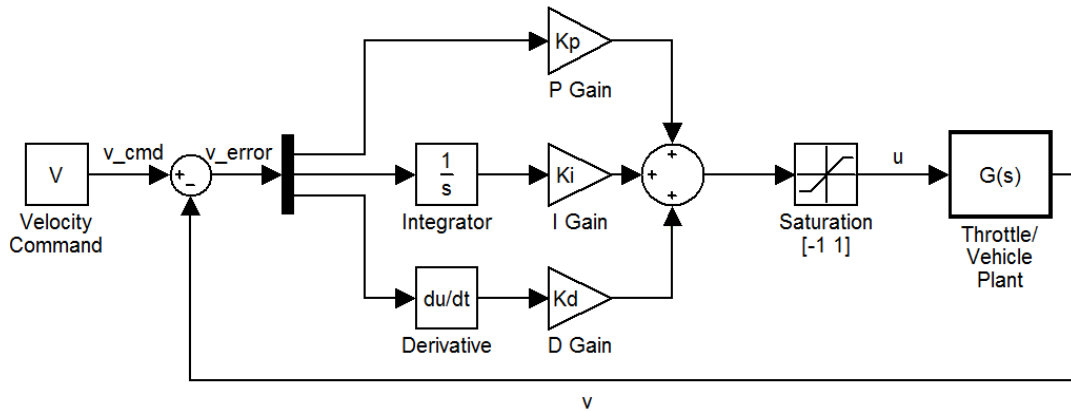 Kp
P Gain
v_cmd
v_error
V
Velocity
Command
+
−
1
s
Integrator
Ki
I Gain
+
+
+
Saturation
[-1 1]
u
G(s)
Throttle/
Vehicle
Plant
du/dt
Derivative
Kd
D Gain
v